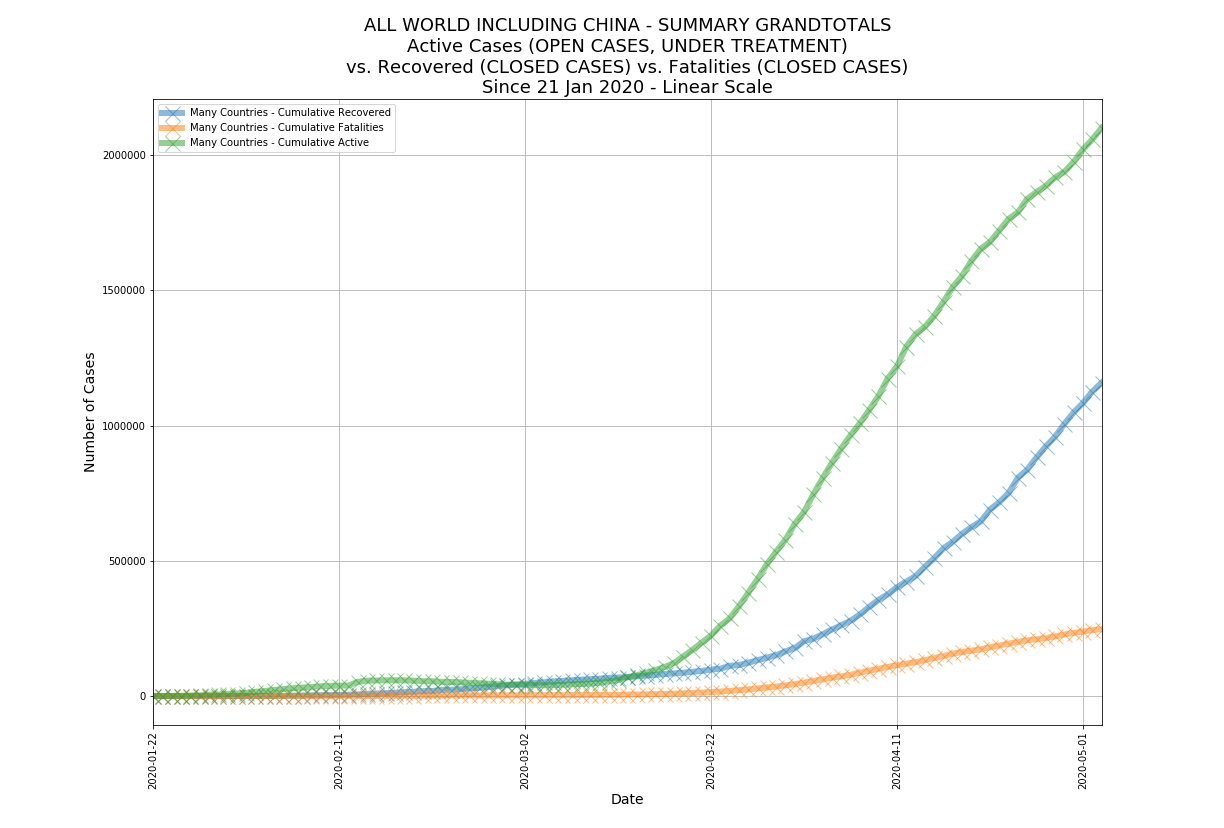 ALL WORLD INCLUDING CHINA - SUMMARY GRANDTOTALS
Active Cases (OPEN CASES, UNDER TREATMENT)
vs. Recovered (CLOSED CASES) vs. Fatalities (CLOSED CASES)
Since 21 Jan 2020 - Linear Scale
Many Countries - Cumulative Recovered
Many Countries - Cumulative Fatalities
Many Countries - Cumulative Active
2000000
1500000
1000000
500000
0
Number of Cases
2020-01-22
2020-02-11
2020-03-02
2020-03-22
2020-04-11
2020-05-01
Date